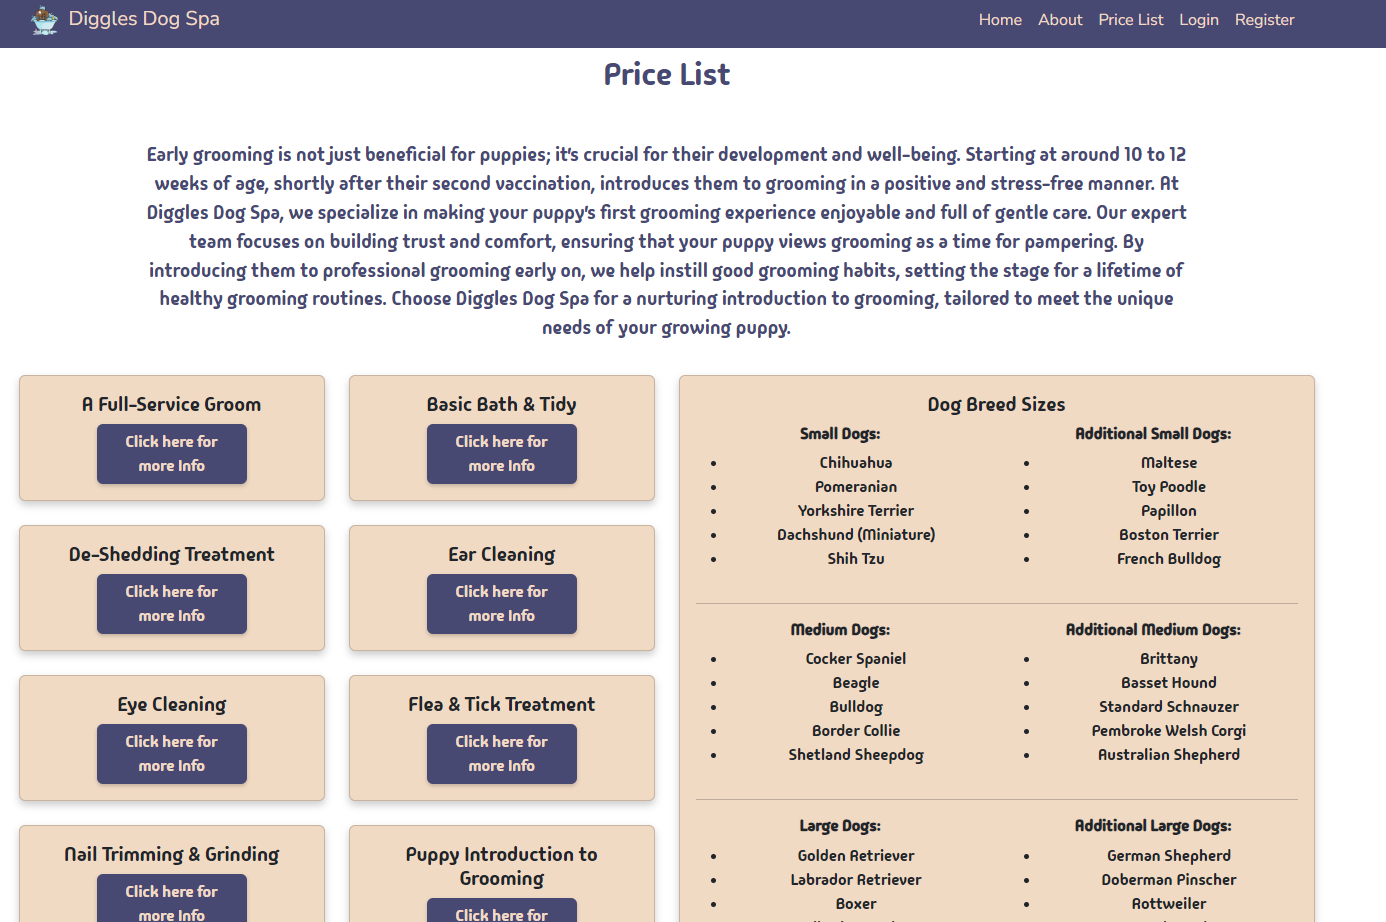 Diggles Dog Spa
Home About Price List Login Register
Price List
Early grooming is not just beneficial for puppies; it's crucial for their development and well-being. Starting at around 10 to 12
weeks of age, shortly after their second vaccination, introduces them to grooming in a positive and stress-free manner. At
Diggles Dog Spa, we specialize in making your puppy's first grooming experience enjoyable and full of gentle care. Our expert
team focuses on building trust and comfort, ensuring that your puppy views grooming as a time for pampering. By
introducing them to professional grooming early on, we help instill good grooming habits, setting the stage for a lifetime of
healthy grooming routines. Choose Diggles Dog Spa for a nurturing introduction to grooming, tailored to meet the unique
needs of your growing puppy.
A Full-Service Groom
Click here for
more Info
Basic Bath & Tidy
Click here for
more Info
De-Shedding Treatment
Click here for
more Info
Ear Cleaning
Click here for
more Info
Eye Cleaning
Click here for
more Info
Flea & Tick Treatment
Click here for
more Info
Nail Trimming & Grinding
Click here for
more Info
Puppy Introduction to
Grooming
Click here for
Dog Breed Sizes
Small Dogs:
Chihuahua
Pomeranian
Yorkshire Terrier
Dachshund (Miniature)
Shih Tzu
Additional Small Dogs:
Maltese
Toy Poodle
Papillon
Boston Terrier
French Bulldog
Medium Dogs:
Cocker Spaniel
Beagle
Bulldog
Border Collie
Shetland Sheepdog
Additional Medium Dogs:
Brittany
Basset Hound
Standard Schnauzer
Pembroke Welsh Corgi
Australian Shepherd
Large Dogs:
Golden Retriever
Labrador Retriever
Boxer
Additional Large Dogs:
German Shepherd
Doberman Pinscher
Rottweiler